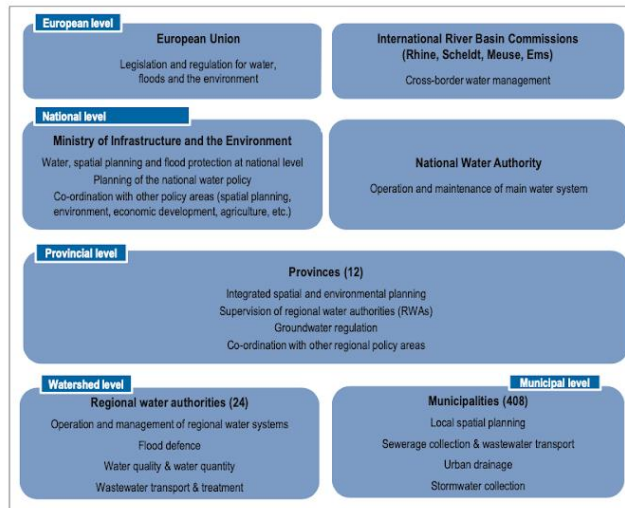 European level
European Union
Legislation and regulation for water,
floods and the environment
International River Basin Commissions
(Rhine, Scheldt, Meuse, Ems)
Cross-border water management
National level
Ministry of Infrastructure and the Environment
Water, spatial planning and flood protection at national level
Planning of the national water policy
Co-ordination with other policy areas (spatial planning,
environment, economic development, agriculture, etc.)
National Water Authority
Operation and maintenance of main water system
Provincial level
Provinces (12)
Integrated spatial and environmental planning
Supervision of regional water authorities (RWAs)
Groundwater regulation
Co-ordination with other regional policy areas
Watershed level
Regional water authorities (24)
Operation and management of regional water systems
Flood defence
Water quality & water quantity
Wastewater transport & treatment
Municipal level
Municipalities (408)
Local spatial planning
Sewerage collection & wastewater transport
Urban drainage
Stormwater collection